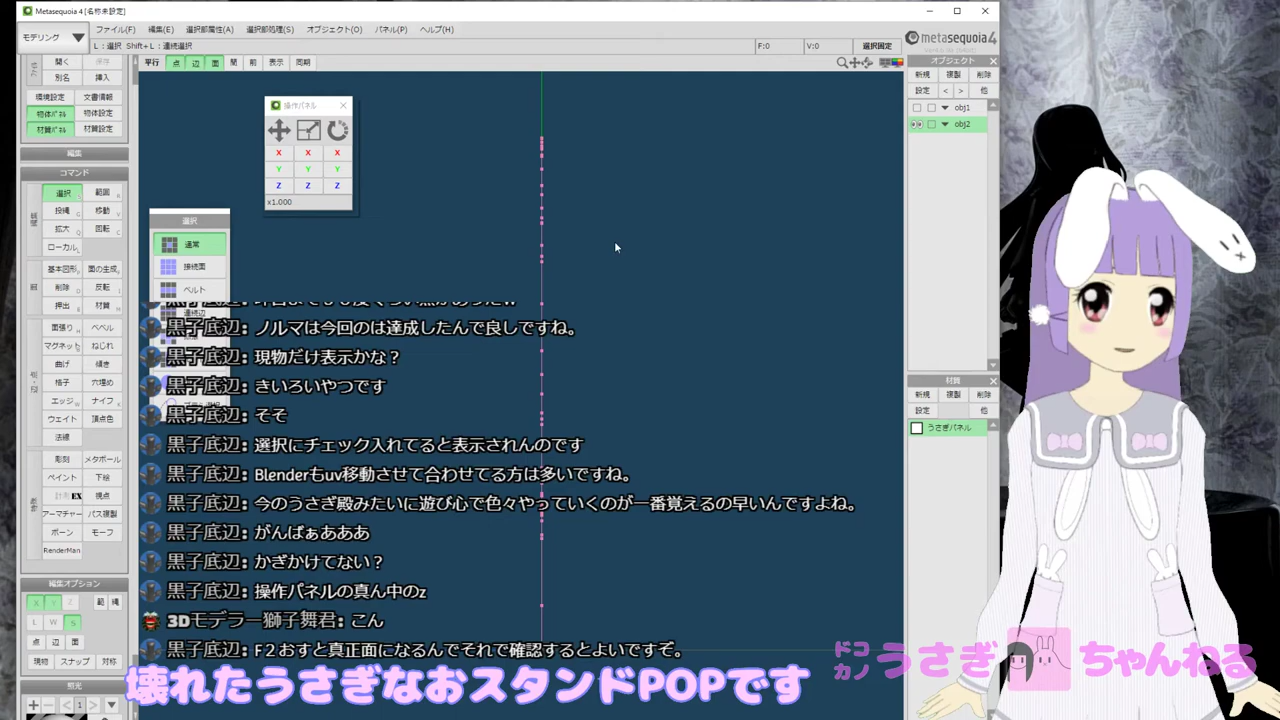 Metasequoia 4 [名称未設定]
モデリング
ファイル(F) 編集(E) 選択部属性(A) 選択部処理(S) オブジェクト(O) パネル(P) ヘルプ(H)
metasequoia 4
L : 選択 Shift+L : 連続選択
F:0
V:0
選択固定
平行 点 辺 面 簡 前 表示 同期
オブジェクト
開く 保存
別名 挿入
環境設定 文書情報
物体パネル 物体設定
材質パネル 材質設定
編集
コマンド
選択 範囲
投縄 移動
拡大 回転
ローカル
基本図形 面の生成
削除 反転
押出 材質
面張り ベベル
マグネット ねじれ
曲げ 傾き
格子 穴埋め
エッジ ナイフ
ウェイト 頂点色
法線
彫刻 メタボール
ペイント 下絵
計測 EX 視点
アーマチャー パス複製
ボーン モーフ
RenderMan
編集オプション
X Y Z 範 縄
L W S
点 辺 面
現物 スナップ 対称
照光
1
操作パネル
X X X
Y Y Y
Z Z Z
x1.000
選択
通常
接続面
ベルト
連続辺
新規 複製 削除
設定 < > 他
obj1
obj2
材質
新規 複製 削除
設定 他
うさぎパネル
黒子底辺: ノルマは今回のは達成したんで良しですね。
黒子底辺: 現物だけ表示かな？
黒子底辺: きいろいやつです
黒子底辺: そそ
黒子底辺: 選択にチェック入れてると表示されんのです
黒子底辺: Blenderもuv移動させて合わせてる方は多いですね。
黒子底辺: 今のうさぎ殿みたいに遊び心で色々やっていくのが一番覚えるの早いんですよね。
黒子底辺: がんばぁあああ
黒子底辺: かぎかけてない？
黒子底辺: 操作パネルの真ん中のz
3Dモデラー獅子舞君: こん
黒子底辺: F２おすと真正面になるんでそれで確認するとよいですぞ。
壊れたうさぎなおスタンドPOPです
ドコカノうさぎちゃんねる